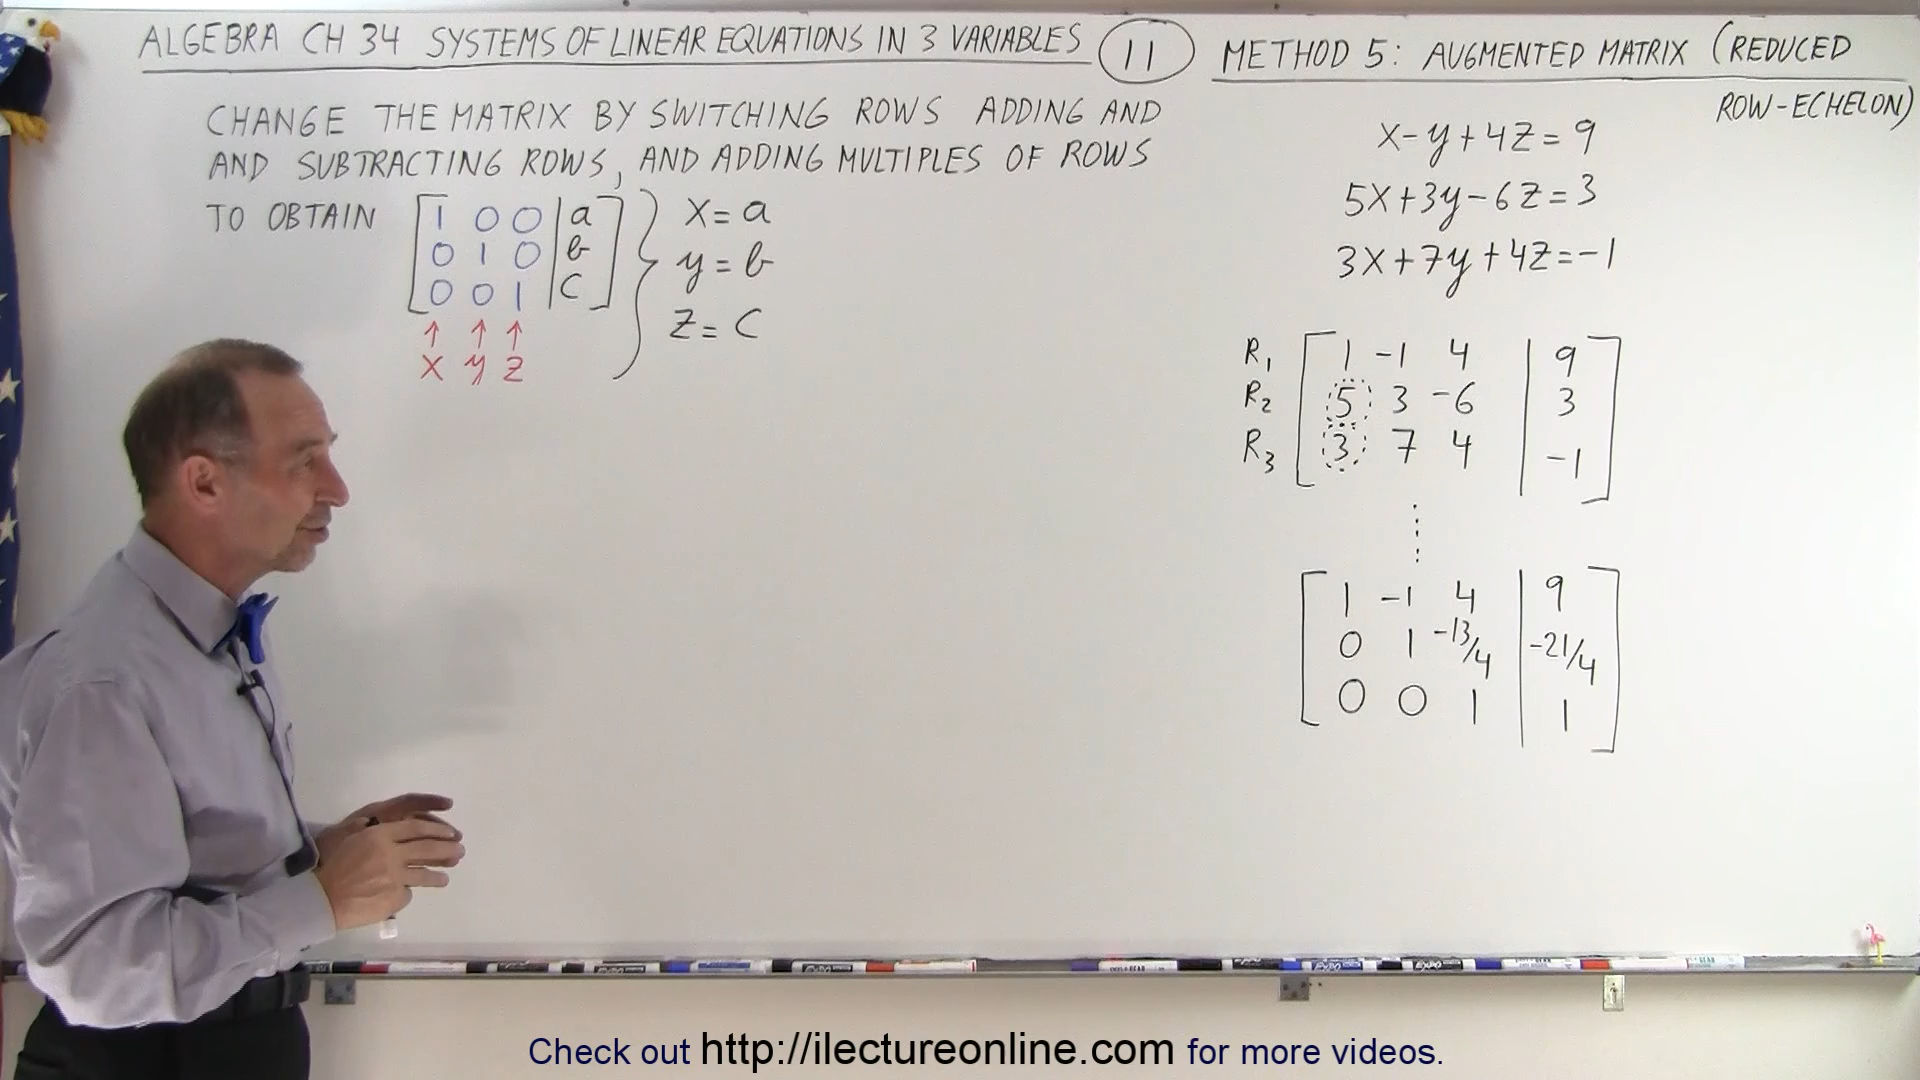 ALGEBRA CH 34 SYSTEMS OF LINEAR EQUATIONS IN 3 VARIABLES 11 METHOD 5: AUGMENTED MATRIX (REDUCED
ROW-ECHELON)
CHANGE THE MATRIX BY SWITCHING ROWS ADDING AND
AND SUBTRACTING ROWS, AND ADDING MULTIPLES OF ROWS
TO OBTAIN
1 0 0 | a
0 1 0 | b
0 0 1 | c
↑ ↑ ↑
X y Z
X = a
y = b
Z = C
X - y + 4Z = 9
5X + 3y - 6Z = 3
3X + 7y + 4Z = -1
R1 1 -1 4 | 9
R2 5 3 -6 | 3
R3 3 7 4 | -1
1 -1 4 | 9
0 1 -13/4 | -21/4
0 0 1 | 1
Check out http://ilectureonline.com for more videos.